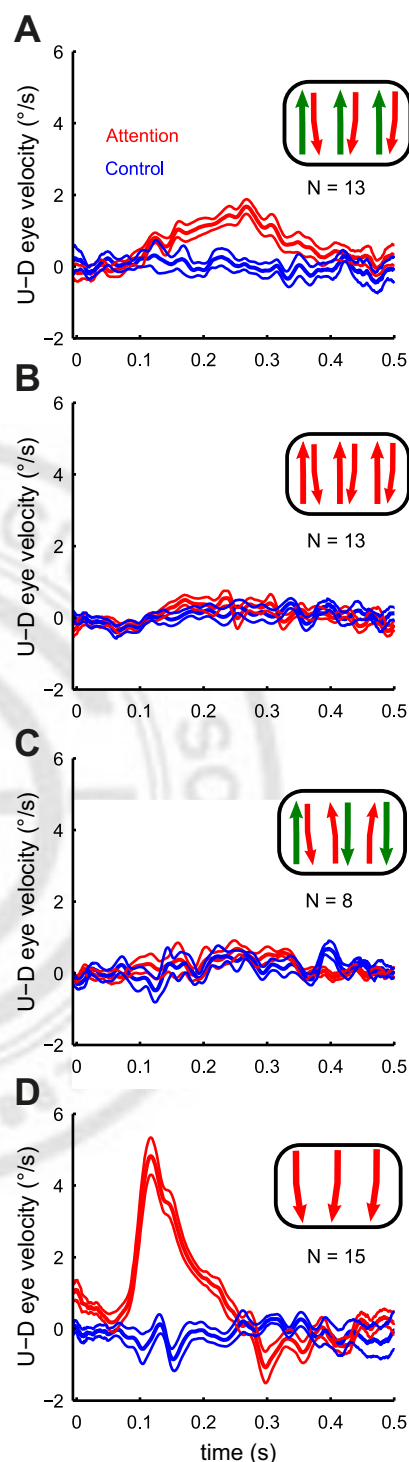 A
U−D eye velocity (°/s)
6
4
2
0
−2
Attention
Control
N = 13
0
0.1
0.2
0.3
0.4
0.5
B
U−D eye velocity (°/s)
6
4
2
0
−2
N = 13
0
0.1
0.2
0.3
0.4
0.5
C
U−D eye velocity (°/s)
6
4
2
0
−2
N = 8
0
0.1
0.2
0.3
0.4
0.5
D
U−D eye velocity (°/s)
6
4
2
0
−2
N = 15
0
0.1
0.2
0.3
0.4
0.5
time (s)